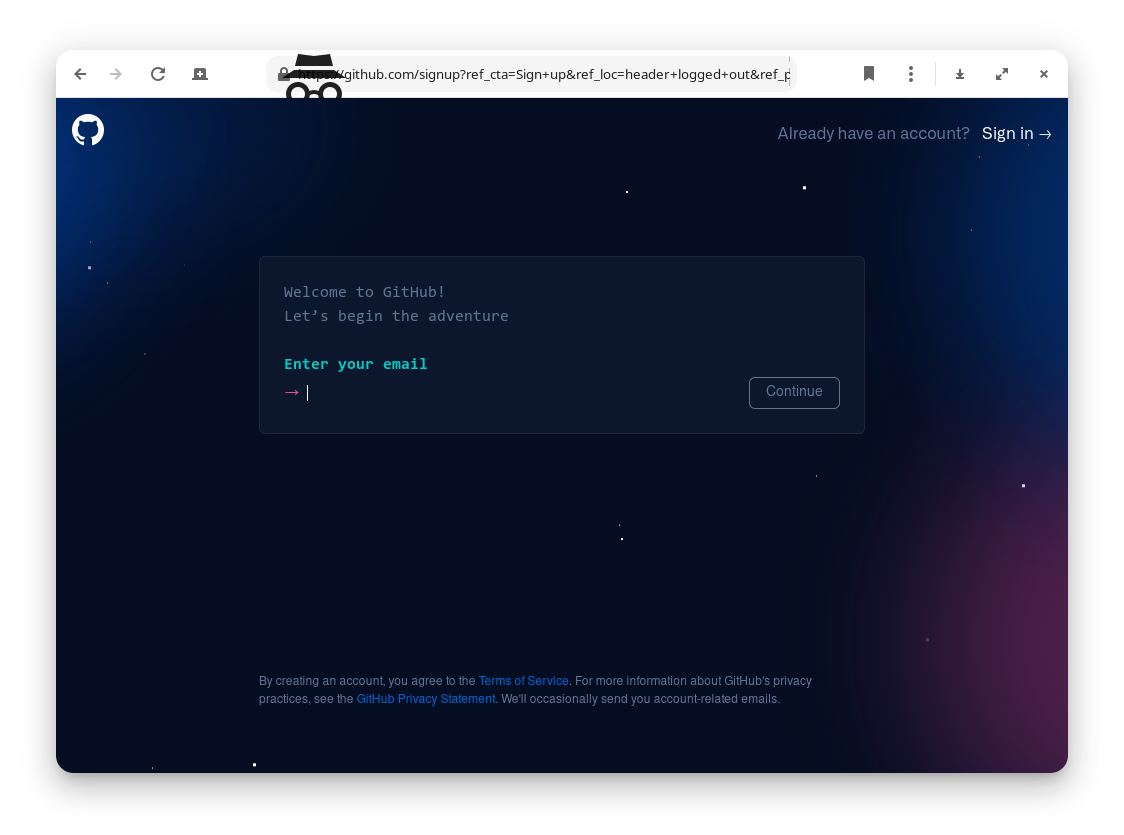 https://github.com/signup?ref_cta=Sign+up&ref_loc=header+logged+out&ref_p
Already have an account? Sign in →
Welcome to GitHub!
Let’s begin the adventure
Enter your email
→
Continue
By creating an account, you agree to the Terms of Service. For more information about GitHub's privacy
practices, see the GitHub Privacy Statement. We'll occasionally send you account-related emails.